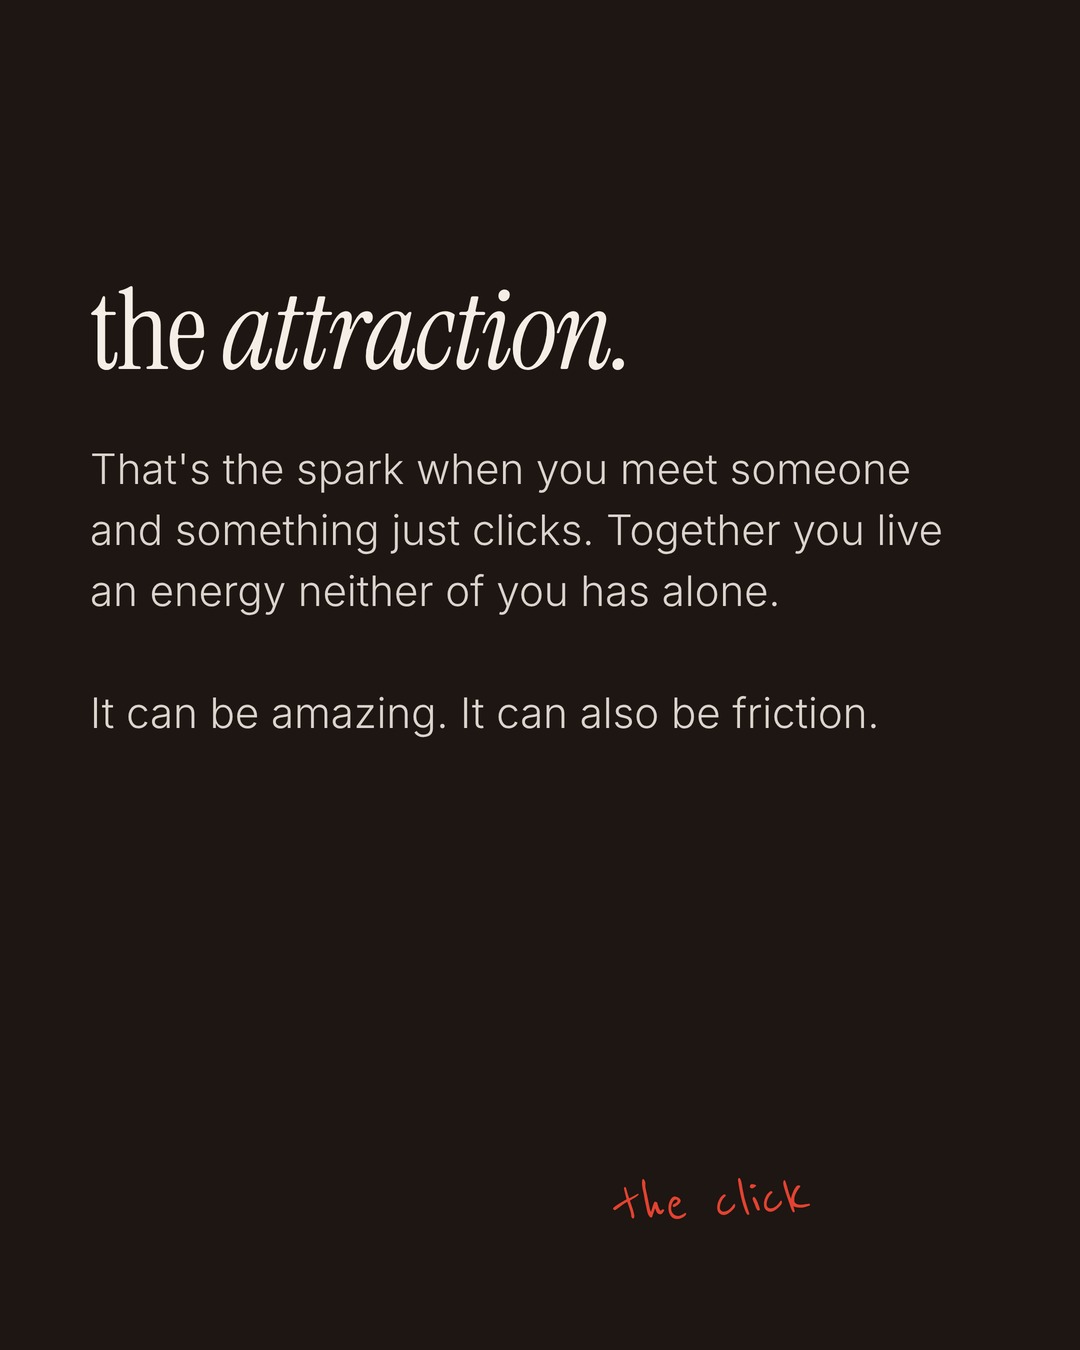 the attraction.
That's the spark when you meet someone
and something just clicks. Together you live
an energy neither of you has alone.
It can be amazing. It can also be friction.
the click